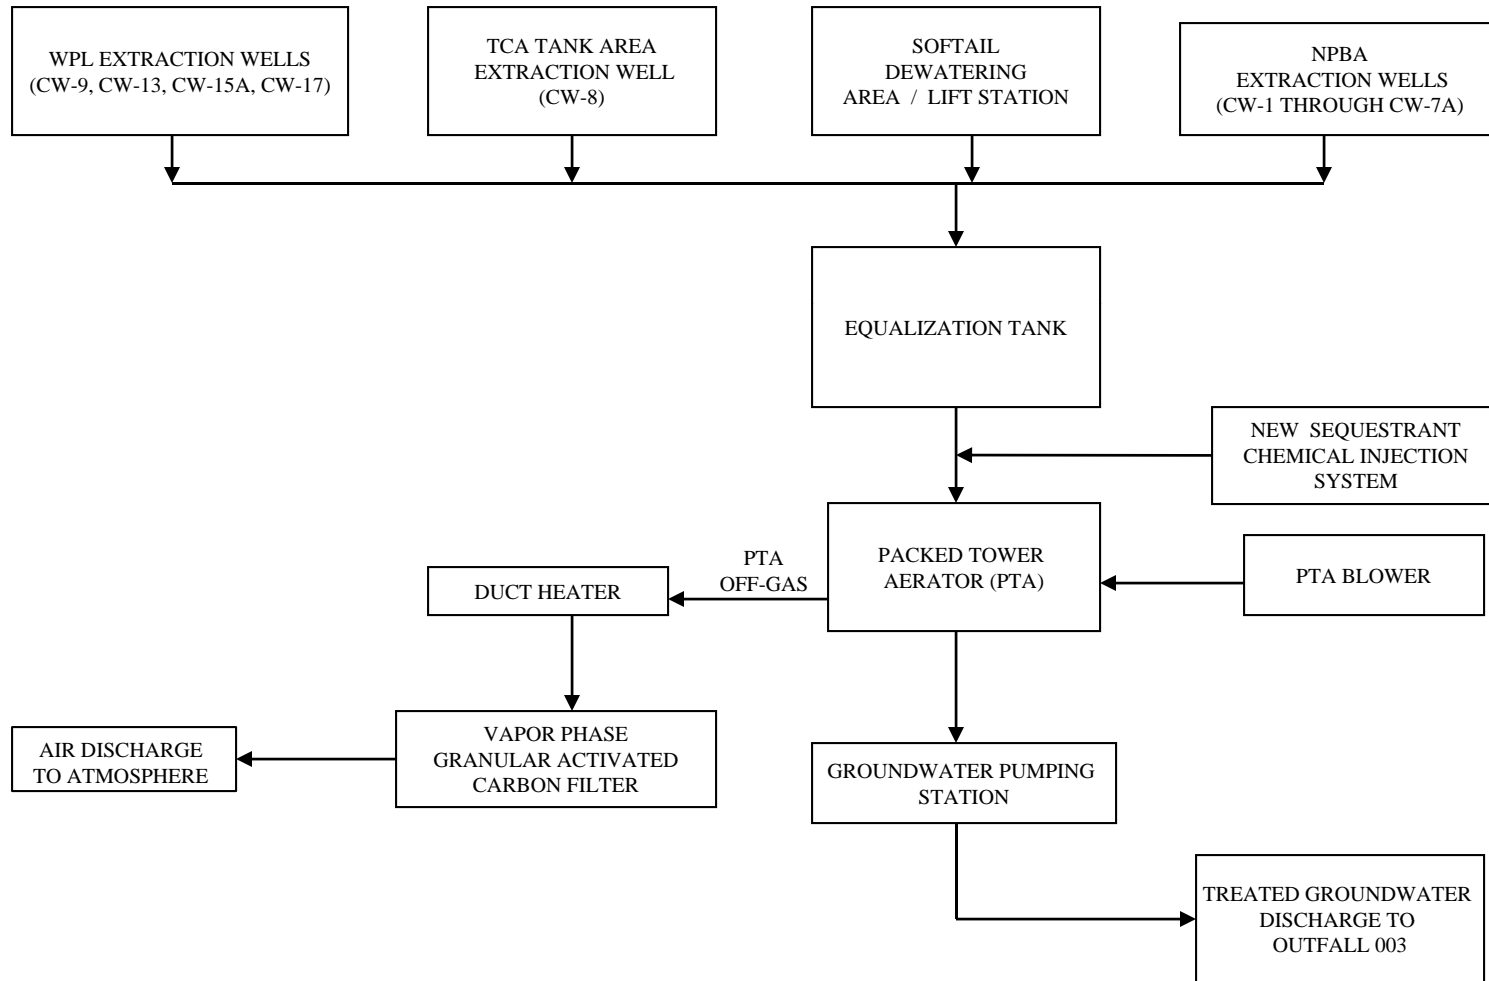 WPL EXTRACTION WELLS
(CW-9, CW-13, CW-15A, CW-17)
TCA TANK AREA
EXTRACTION WELL
(CW-8)
SOFTAIL
DEWATERING
AREA / LIFT STATION
NPBA
EXTRACTION WELLS
(CW-1 THROUGH CW-7A)
EQUALIZATION TANK
NEW SEQUESTRANT
CHEMICAL INJECTION
SYSTEM
PACKED TOWER
AERATOR (PTA)
PTA BLOWER
PTA
OFF-GAS
DUCT HEATER
VAPOR PHASE
GRANULAR ACTIVATED
CARBON FILTER
AIR DISCHARGE
TO ATMOSPHERE
GROUNDWATER PUMPING
STATION
TREATED GROUNDWATER
DISCHARGE TO
OUTFALL 003